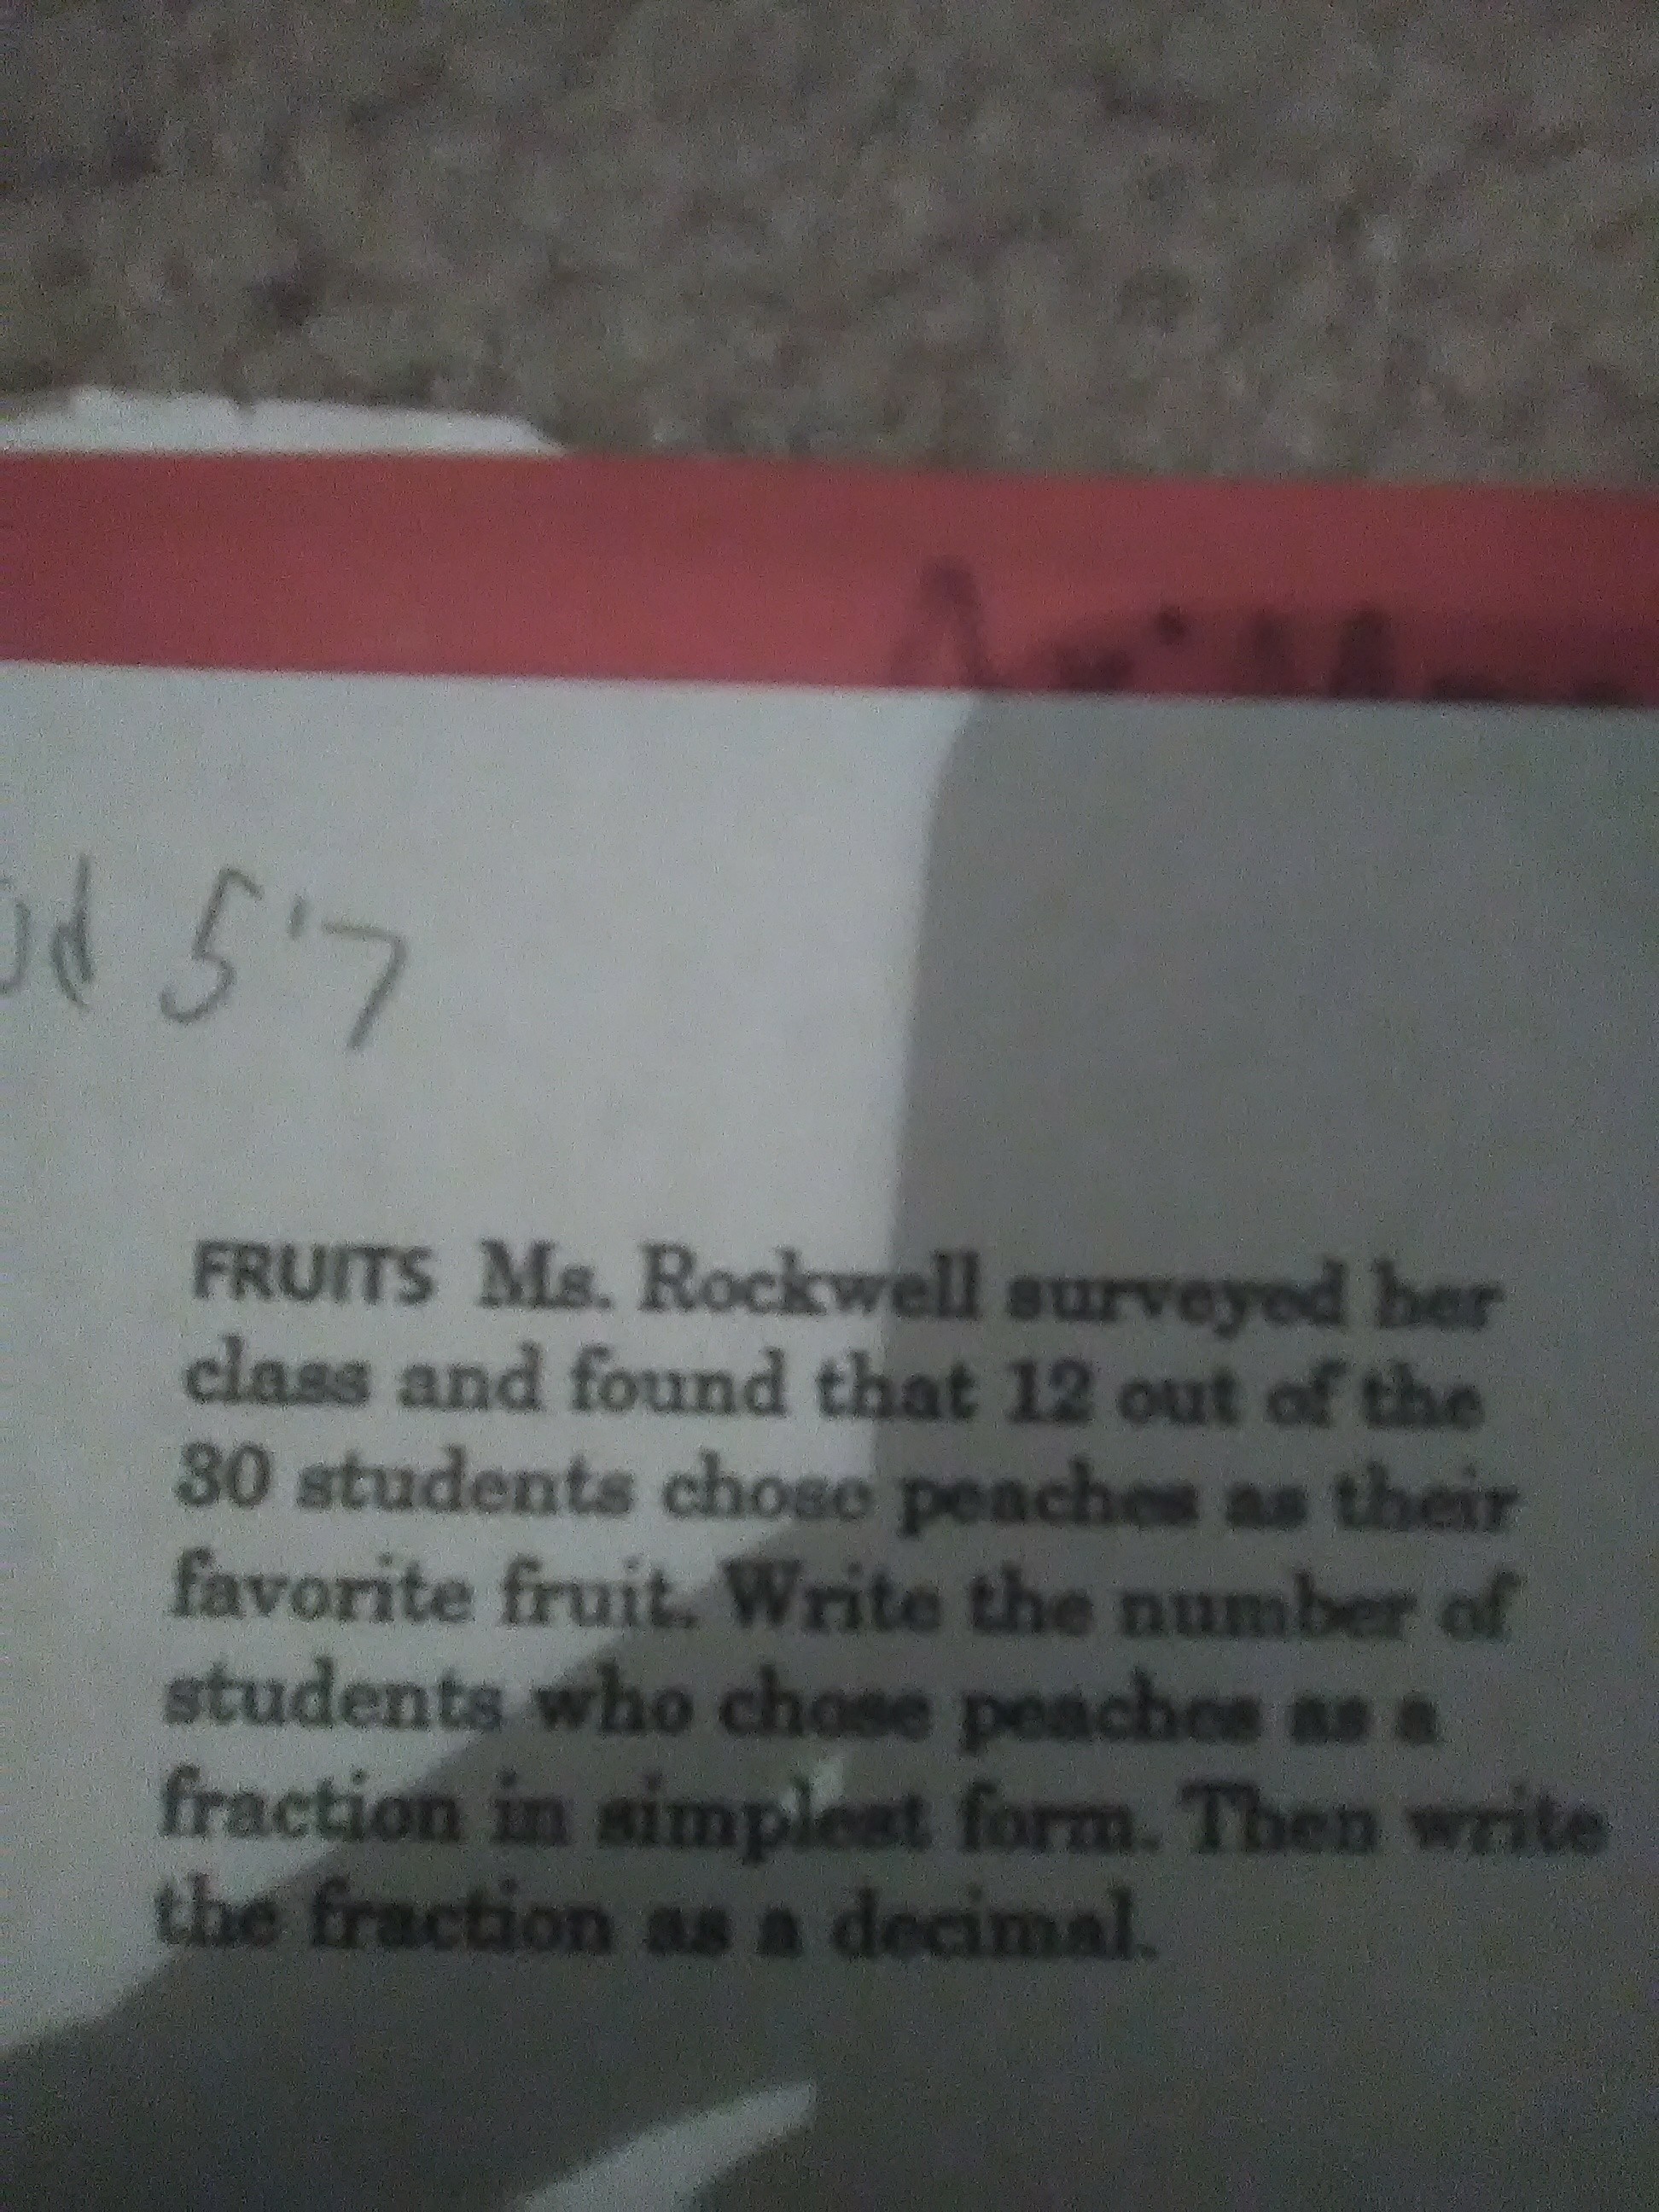 5'7
FRUITS Ms. Rockwell surveyed her
class and found that 12 out of the
30 students chose peaches as their
favorite fruit. Write the number of
students who chose peaches as a
fraction in simplest form. Then write
the fraction as a decimal.